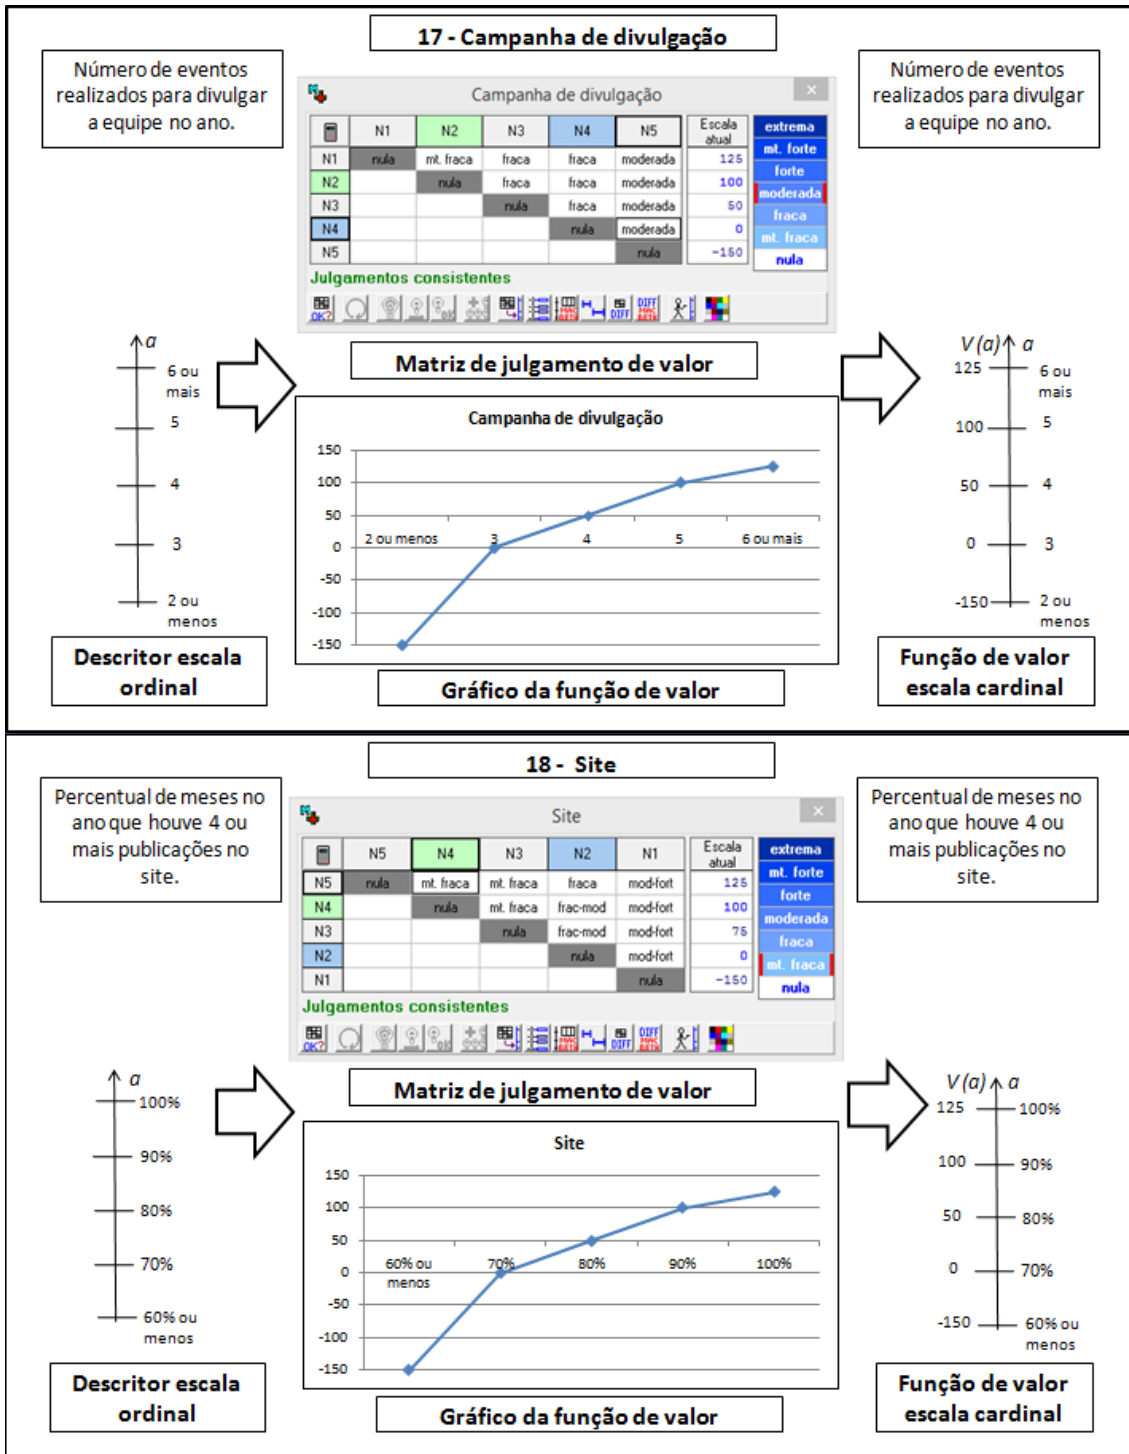 17 - Campanha de divulgação
Número de eventos
realizados para divulgar
a equipe no ano.
Campanha de divulgação
N1 N2 N3 N4 N5 Escala atual
N1 nula mt. fraca fraca fraca moderada 125
N2 nula fraca fraca moderada 100
N3 nula fraca moderada 50
N4 nula moderada 0
N5 nula -150
extrema
mt. forte
forte
moderada
fraca
mt. fraca
nula
Julgamentos consistentes
OK? OK DIFF DIFF MAC BETH
Número de eventos
realizados para divulgar
a equipe no ano.
a
6 ou
mais
5
4
3
2 ou
menos
Descritor escala
ordinal
Matriz de julgamento de valor
Campanha de divulgação
150
100
50
0
-50
-100
-150
2 ou menos 3 4 5 6 ou mais
Gráfico da função de valor
V(a) a
125 6 ou
mais
100 5
50 4
0 3
-150 2 ou
menos
Função de valor
escala cardinal
18 - Site
Percentual de meses no
ano que houve 4 ou
mais publicações no
site.
Site
N5 N4 N3 N2 N1 Escala atual
N5 nula mt. fraca mt. fraca fraca mod-fort 125
N4 nula mt. fraca frac-mod mod-fort 100
N3 nula frac-mod mod-fort 75
N2 nula mod-fort 0
N1 nula -150
extrema
mt. forte
forte
moderada
fraca
mt. fraca
nula
Julgamentos consistentes
OK? OK DIFF DIFF MAC BETH
Percentual de meses no
ano que houve 4 ou
mais publicações no
site.
a
100%
90%
80%
70%
60% ou
menos
Descritor escala
ordinal
Matriz de julgamento de valor
Site
150
100
50
0
-50
-100
-150
60% ou
menos
70% 80% 90% 100%
Gráfico da função de valor
V(a) a
125 100%
100 90%
50 80%
0 70%
-150 60% ou
menos
Função de valor
escala cardinal